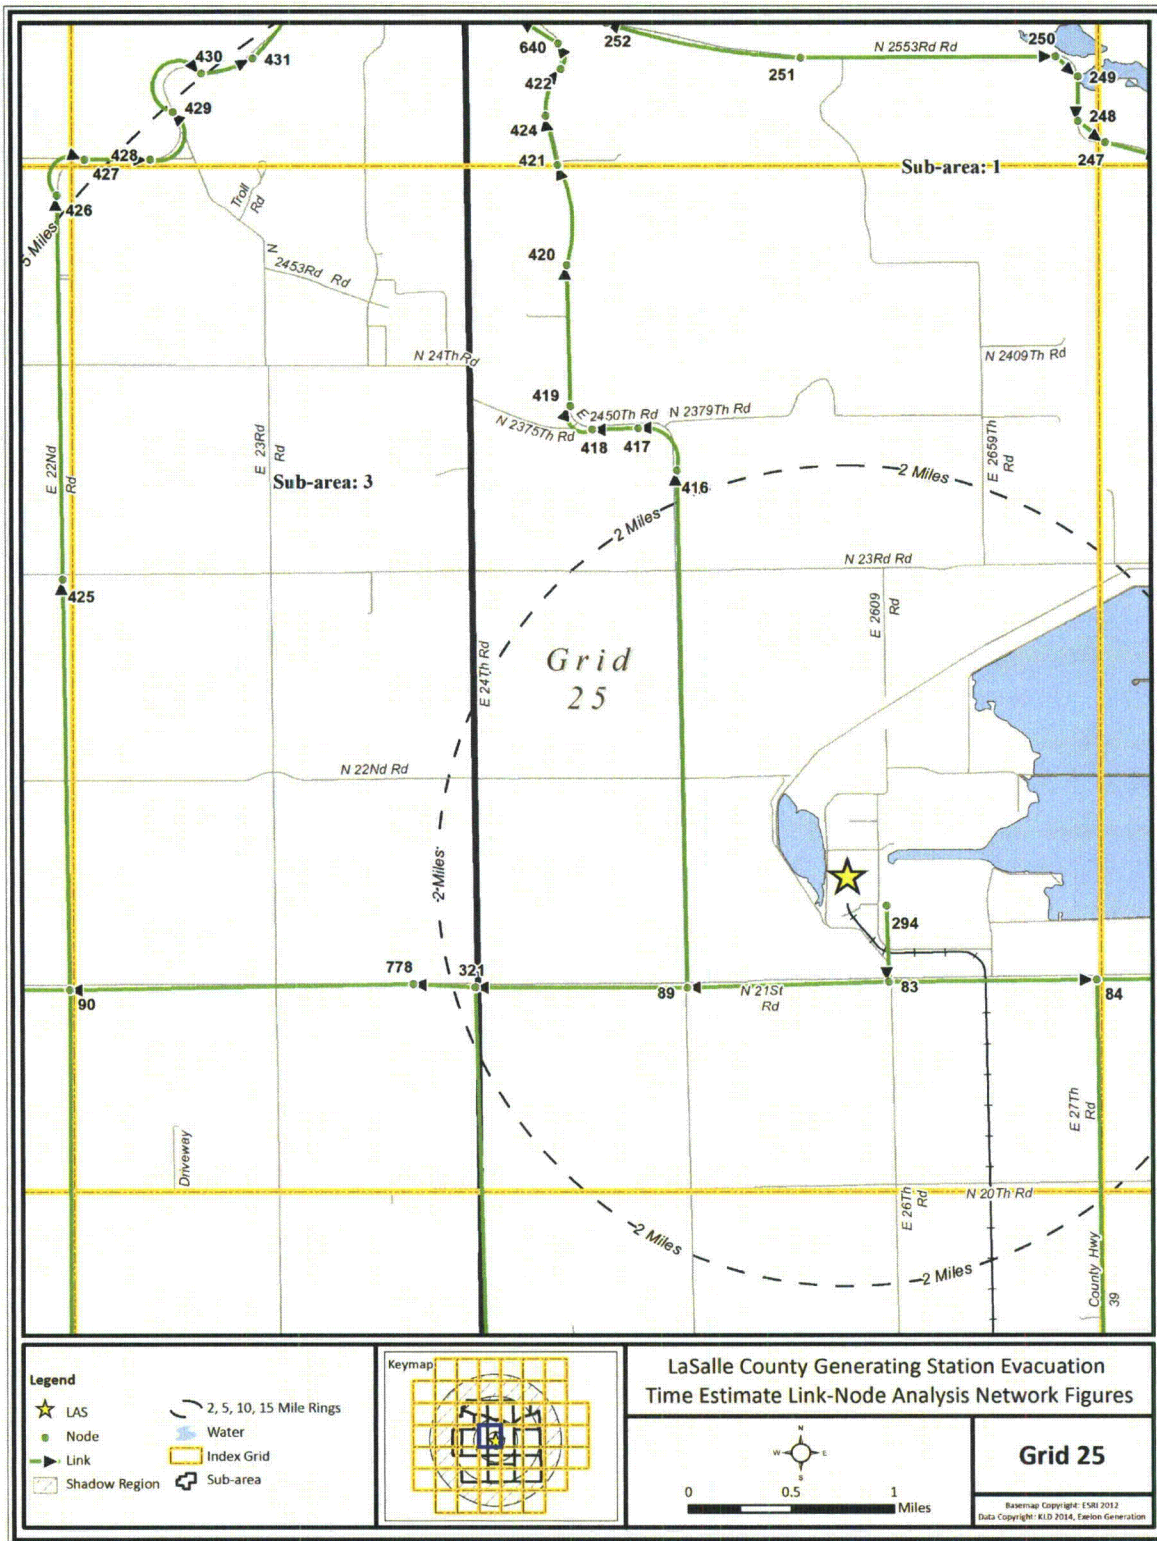 430
431
640
252
N 2553Rd Rd
250
251
422
249
429
424
248
428
421
247
427
Sub-area: 1
426
Troll
Rd
5 Miles
N
2453Rd Rd
420
N 24Th Rd
N 2409Th Rd
419
E
2450Th Rd
N 2379Th Rd
N 2375Th Rd
418
417
E 23Rd
Rd
E 2659Th
Rd
E 22Nd
Rd
Sub-area: 3
416
2 Miles
2 Miles
N 23Rd Rd
425
E 2609
Rd
E 24Th Rd
Grid
25
N 22Nd Rd
2 Miles
294
778
321
90
89
N 21St
Rd
83
84
E 27Th
Rd
Driveway
N 20Th Rd
E 26Th
Rd
2 Miles
2 Miles
County Hwy
39
Legend
LAS
Node
Link
Shadow Region
2, 5, 10, 15 Mile Rings
Water
Index Grid
Sub-area
Keymap
LaSalle County Generating Station Evacuation
Time Estimate Link-Node Analysis Network Figures
N
W E
S
0 0.5 1
Miles
Grid 25
Basemap Copyright: ESRI 2012
Data Copyright: KLD 2014, Exelon Generation